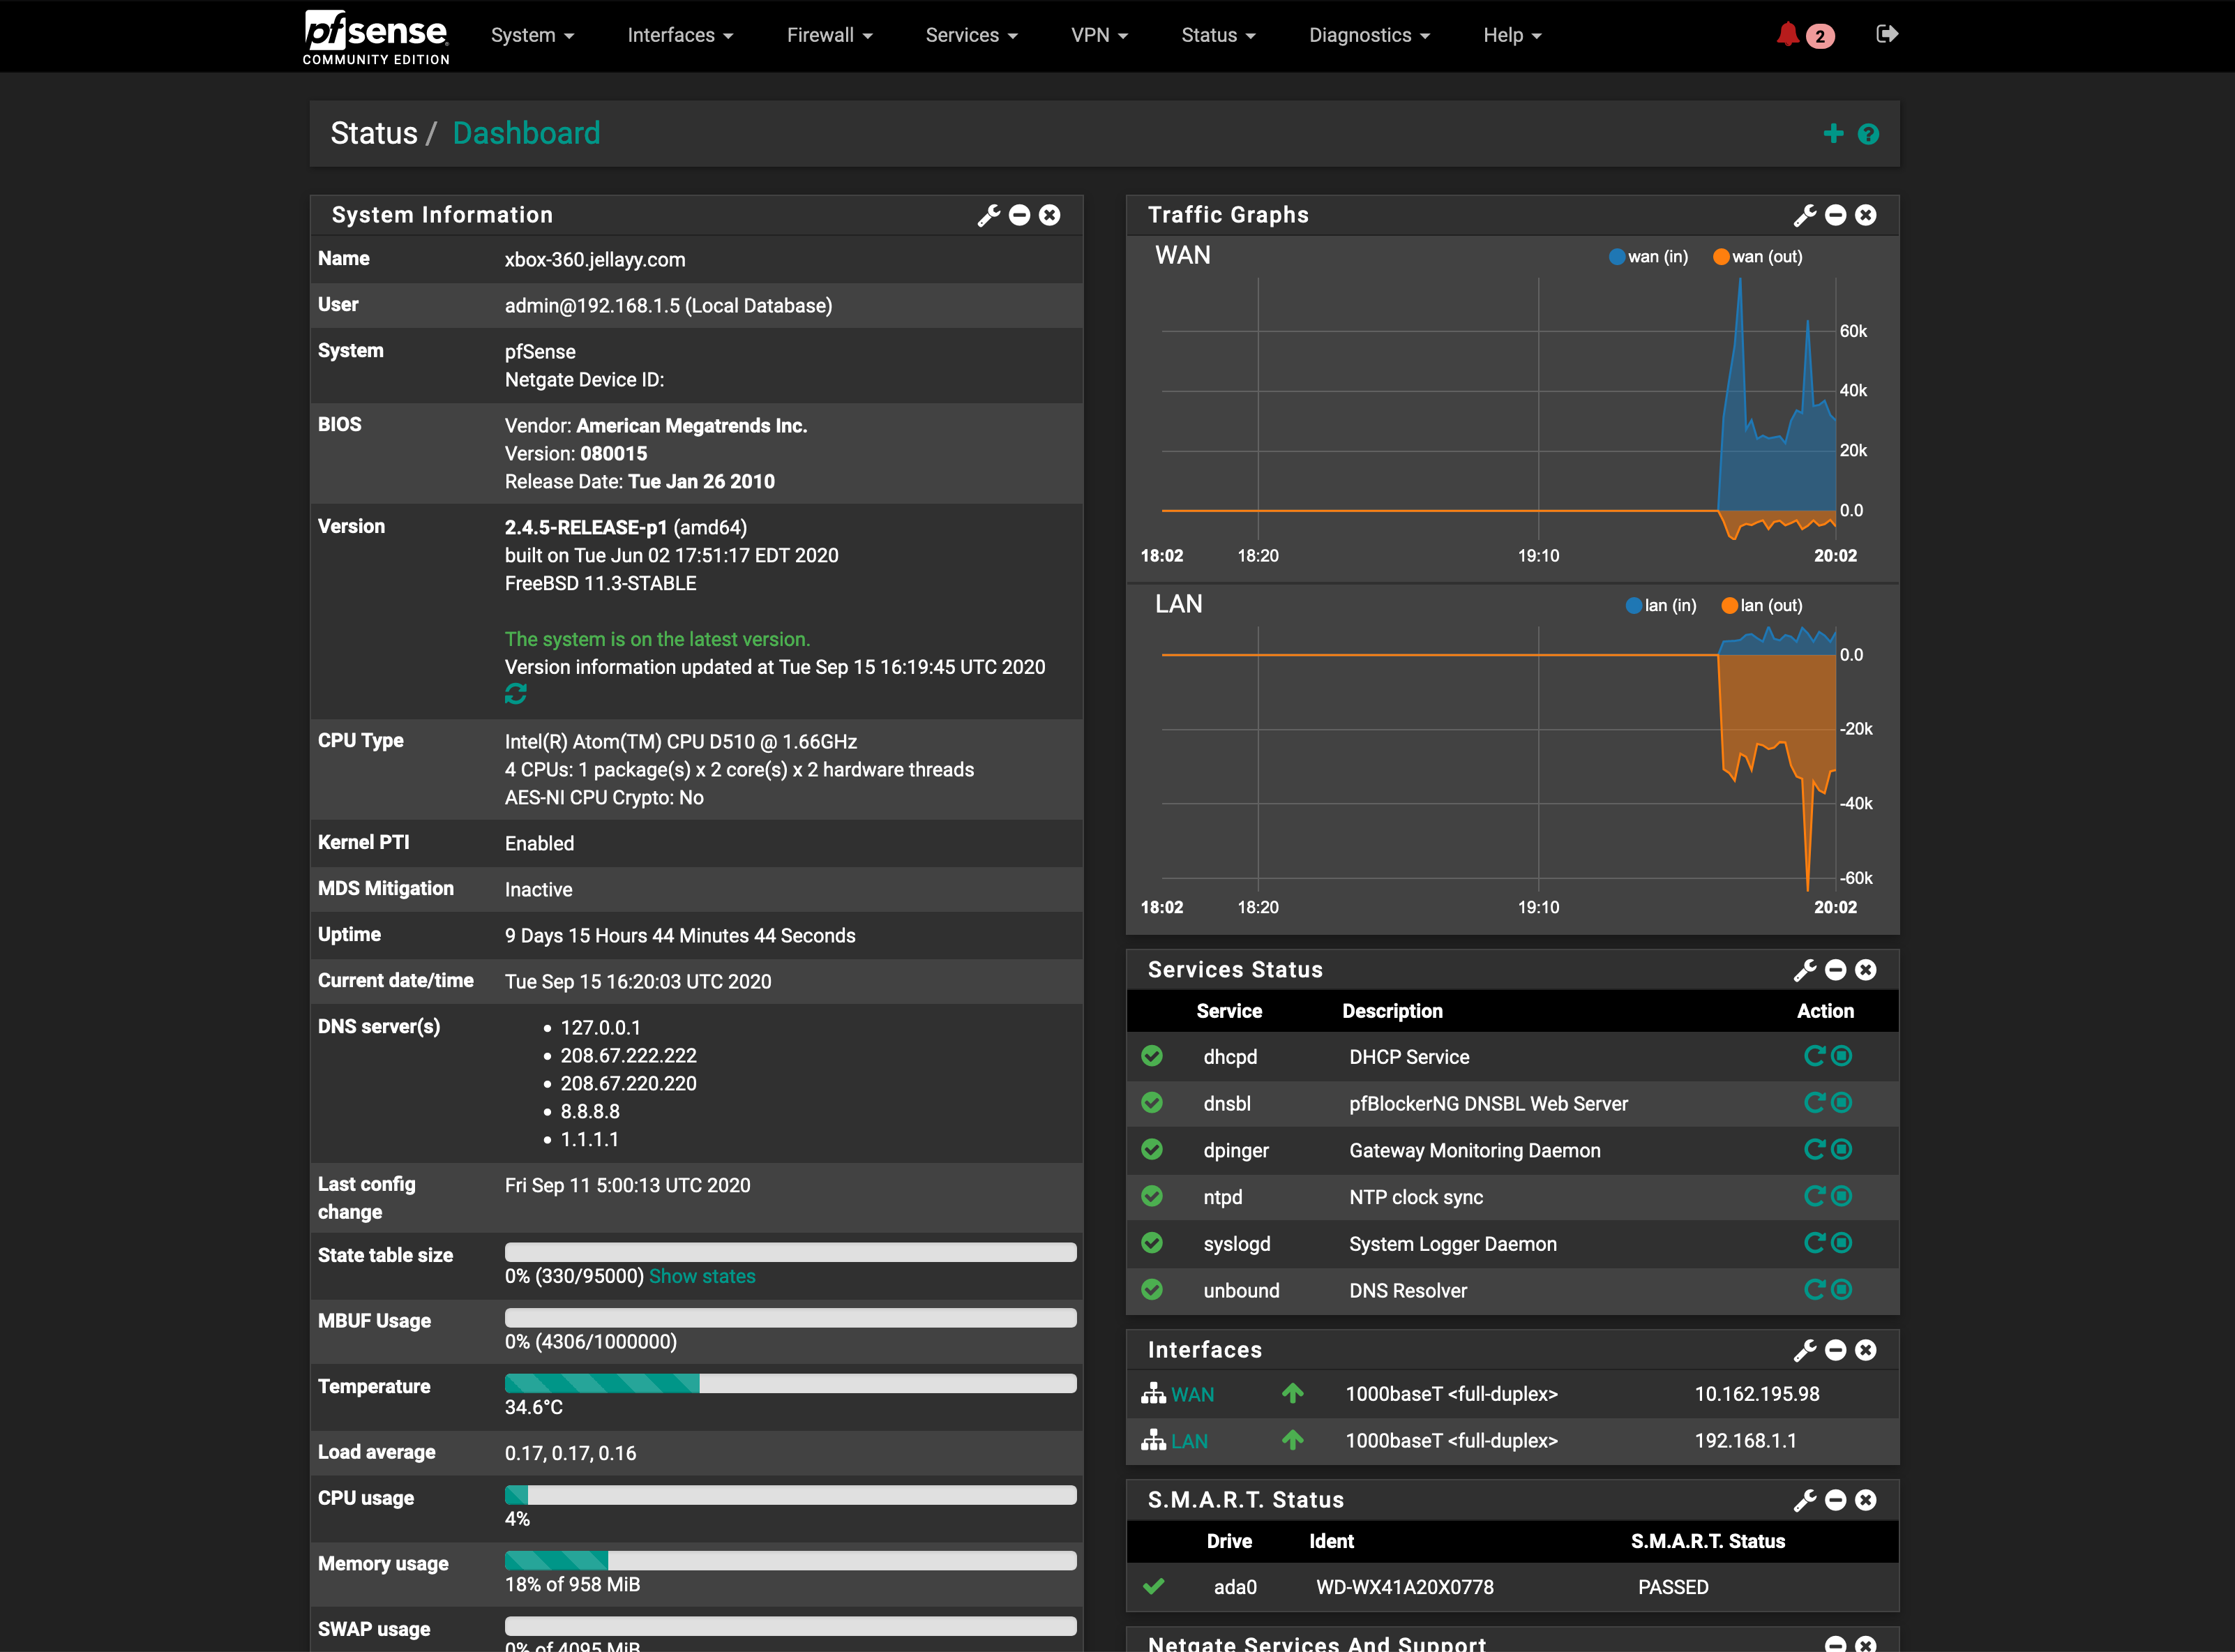 pfsense
COMMUNITY EDITION
System
Interfaces
Firewall
Services
VPN
Status
Diagnostics
Help
2
Status / Dashboard
System Information
Name xbox-360.jellayy.com
User admin@192.168.1.5 (Local Database)
System pfSense
Netgate Device ID:
BIOS Vendor: American Megatrends Inc.
Version: 080015
Release Date: Tue Jan 26 2010
Version 2.4.5-RELEASE-p1 (amd64)
built on Tue Jun 02 17:51:17 EDT 2020
FreeBSD 11.3-STABLE
The system is on the latest version.
Version information updated at Tue Sep 15 16:19:45 UTC 2020
CPU Type Intel(R) Atom(TM) CPU D510 @ 1.66GHz
4 CPUs: 1 package(s) x 2 core(s) x 2 hardware threads
AES-NI CPU Crypto: No
Kernel PTI Enabled
MDS Mitigation Inactive
Uptime 9 Days 15 Hours 44 Minutes 44 Seconds
Current date/time Tue Sep 15 16:20:03 UTC 2020
DNS server(s)
• 127.0.0.1
• 208.67.222.222
• 208.67.220.220
• 8.8.8.8
• 1.1.1.1
Last config Fri Sep 11 5:00:13 UTC 2020
change
State table size
0% (330/95000) Show states
MBUF Usage
0% (4306/1000000)
Temperature
34.6°C
Load average 0.17, 0.17, 0.16
CPU usage
4%
Memory usage
18% of 958 MiB
SWAP usage
0% of 4095 MiB
Traffic Graphs
WAN
wan (in) wan (out)
60k
40k
20k
0.0
18:02 18:20 19:10 20:02
LAN
lan (in) lan (out)
0.0
-20k
-40k
-60k
18:02 18:20 19:10 20:02
Services Status
Service Description Action
dhcpd DHCP Service
dnsbl pfBlockerNG DNSBL Web Server
dpinger Gateway Monitoring Daemon
ntpd NTP clock sync
syslogd System Logger Daemon
unbound DNS Resolver
Interfaces
WAN 1000baseT <full-duplex> 10.162.195.98
LAN 1000baseT <full-duplex> 192.168.1.1
S.M.A.R.T. Status
Drive Ident S.M.A.R.T. Status
ada0 WD-WX41A20X0778 PASSED
Netgate Services And Support